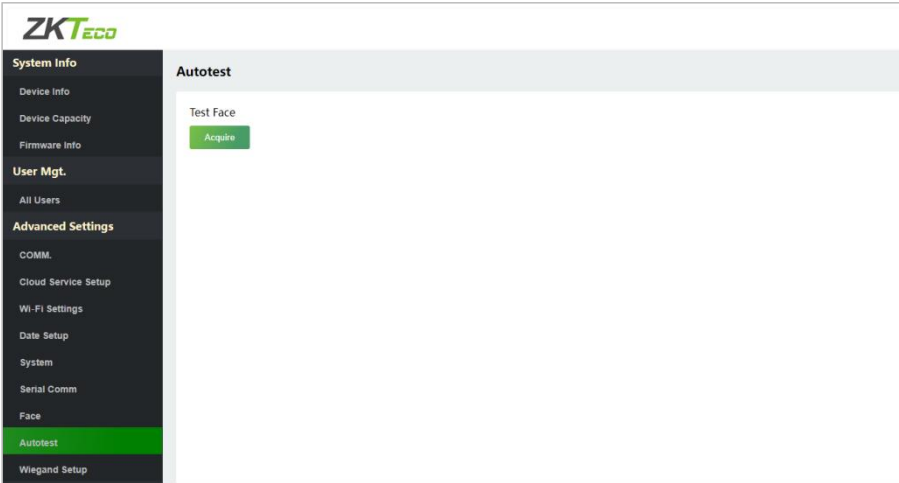 ZKTeco
System Info
Device Info
Device Capacity
Firmware Info
User Mgt.
All Users
Advanced Settings
COMM.
Cloud Service Setup
Wi-Fi Settings
Date Setup
System
Serial Comm
Face
Autotest
Wiegand Setup
Autotest
Test Face
Acquire